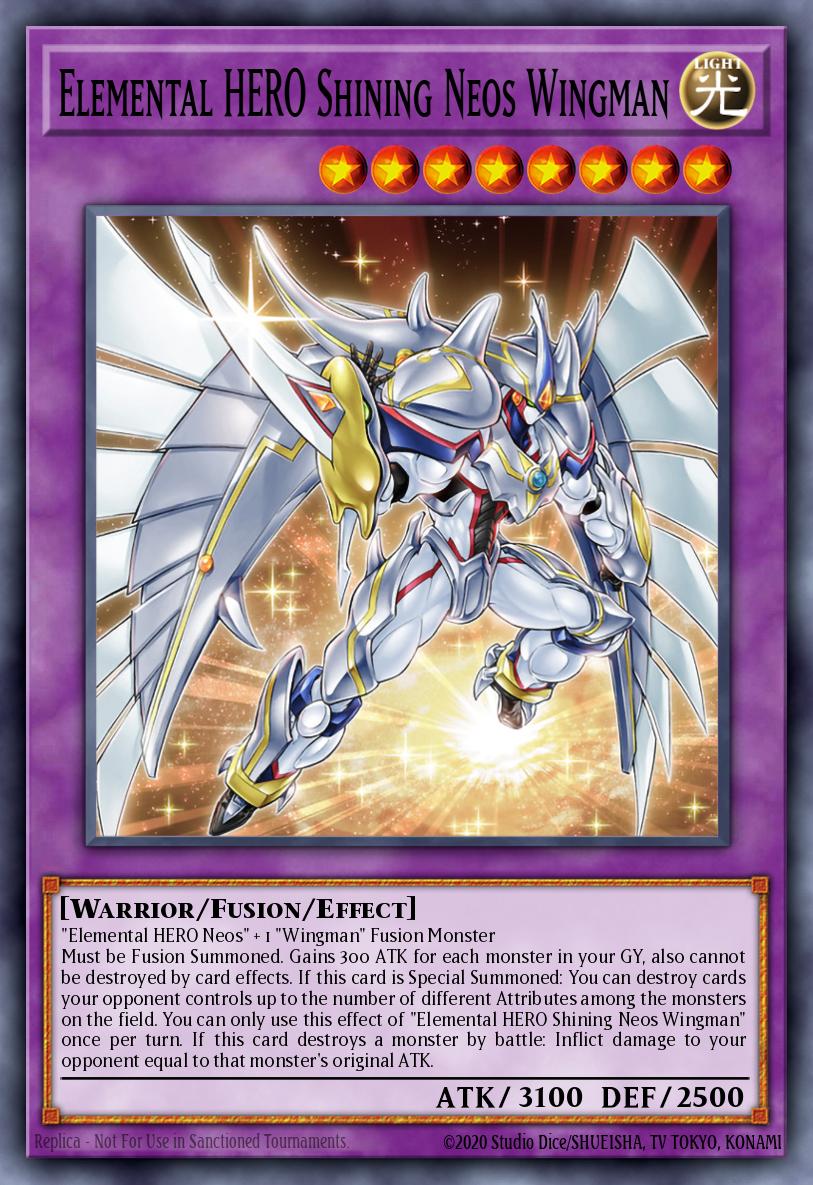 Elemental HERO Shining Neos Wingman
LIGHT
光
[Warrior/Fusion/Effect]
"Elemental HERO Neos" + 1 "Wingman" Fusion Monster
Must be Fusion Summoned. Gains 300 ATK for each monster in your GY, also cannot
be destroyed by card effects. If this card is Special Summoned: You can destroy cards
your opponent controls up to the number of different Attributes among the monsters
on the field. You can only use this effect of "Elemental HERO Shining Neos Wingman"
once per turn. If this card destroys a monster by battle: Inflict damage to your
opponent equal to that monster's original ATK.
ATK/ 3100 DEF/2500
Replica - Not For Use in Sanctioned Tournaments.
©2020 Studio Dice/SHUEISHA, TV TOKYO, KONAMI